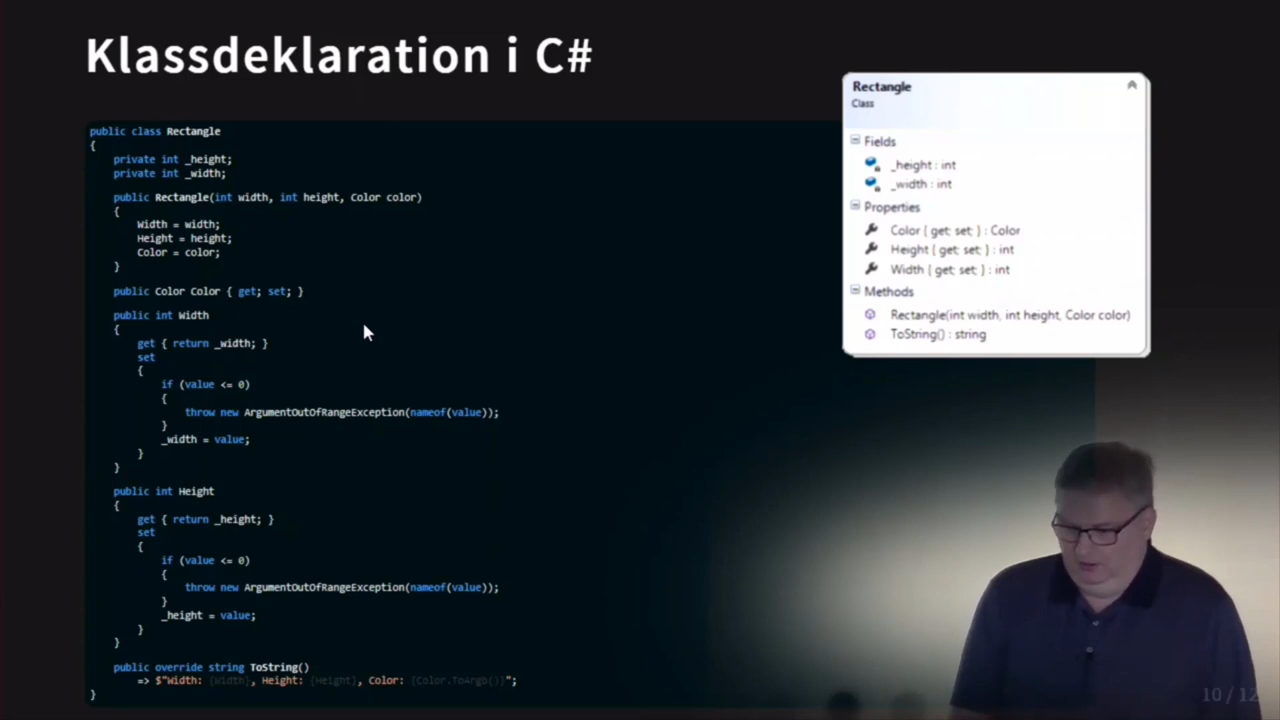 Klassdeklaration i C#
public class Rectangle
{
private int _height;
private int _width;
public Rectangle(int width, int height, Color color)
{
Width = width;
Height = height;
Color = color;
}
public Color Color { get; set; }
public int Width
{
get { return _width; }
set
{
if (value <= 0)
{
throw new ArgumentOutOfRangeException(nameof(value));
}
_width = value;
}
}
public int Height
{
get { return _height; }
set
{
if (value <= 0)
{
throw new ArgumentOutOfRangeException(nameof(value));
}
_height = value;
}
}
public override string ToString()
=> $"Width: {Width}, Height: {Height}, Color: {Color.ToArgb()}";
}
Rectangle
Class
Fields
_height : int
_width : int
Properties
Color { get; set; } : Color
Height { get; set; } : int
Width { get; set; } : int
Methods
Rectangle(int width, int height, Color color)
ToString() : string
10 / 12